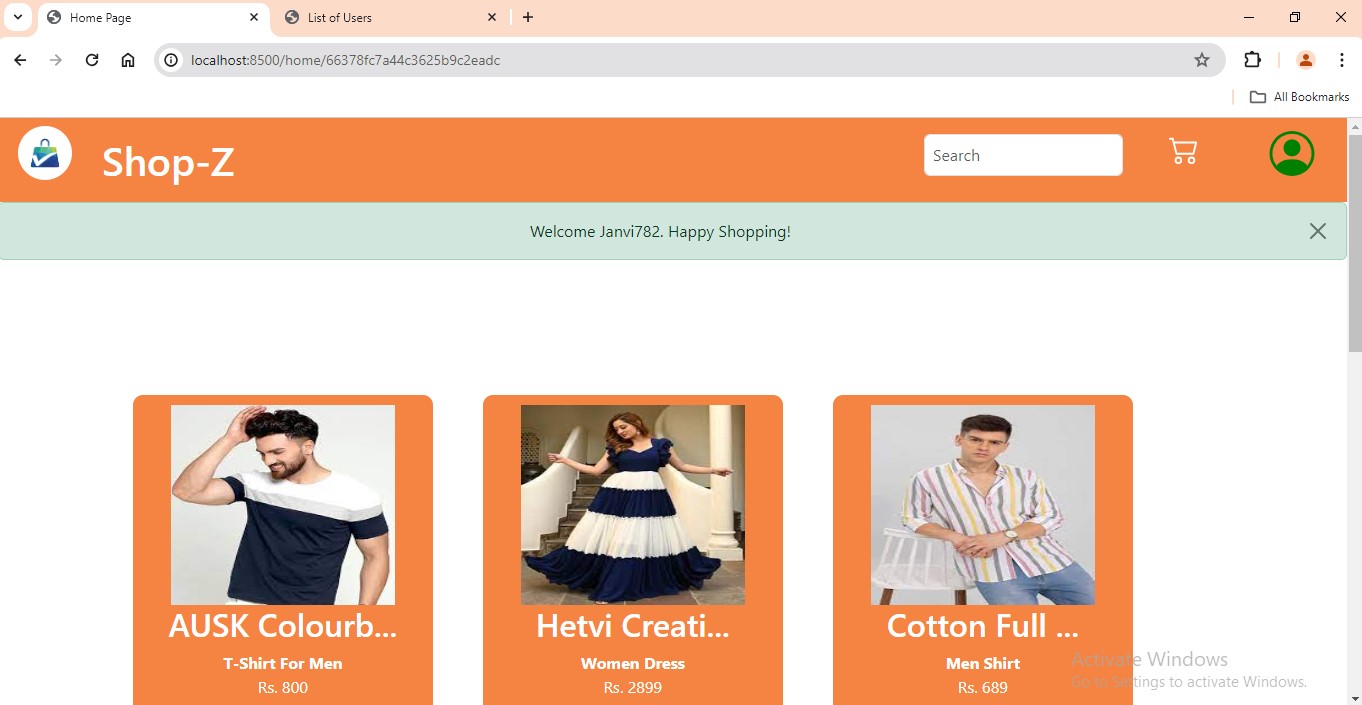 Home Page
List of Users
localhost:8500/home/66378fc7a44c3625b9c2eadc
All Bookmarks
Shop-Z
Search
Welcome Janvi782. Happy Shopping!
AUSK Colourb...
T-Shirt For Men
Rs. 800
Hetvi Creati...
Women Dress
Rs. 2899
Cotton Full ...
Men Shirt
Rs. 689
Activate Windows
Go to Settings to activate Windows.